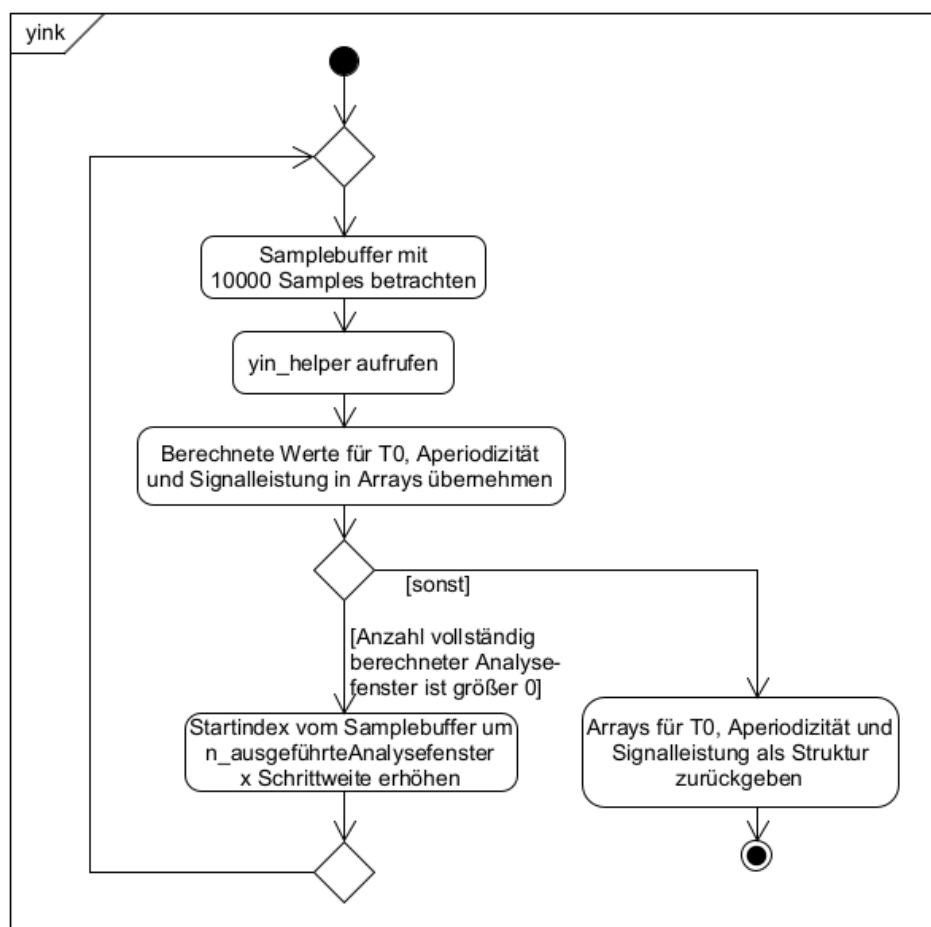 yink
Samplebuffer mit
10000 Samples betrachten
yin_helper aufrufen
Berechnete Werte für T0, Aperiodizität
und Signalleistung in Arrays übernehmen
[sonst]
[Anzahl vollständig
berechneter Analyse-
fenster ist größer 0]
Startindex vom Samplebuffer um
n_ausgeführteAnalysefenster
x Schrittweite erhöhen
Arrays für T0, Aperiodizität und
Signalleistung als Struktur
zurückgeben